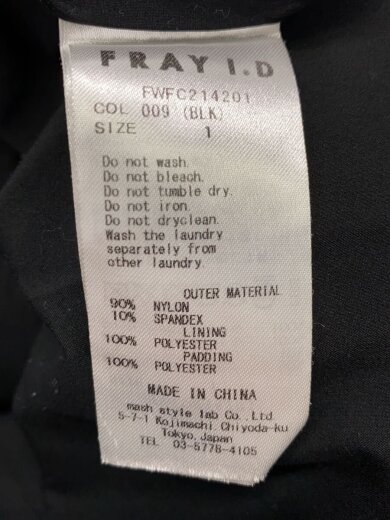 FRAY I.D
FWFC214201
COL 009 (BLK)
SIZE 1
Do not wash.
Do not bleach.
Do not tumble dry.
Do not iron.
Do not dryclean.
Wash the laundry
separately from
other laundry.
OUTER MATERIAL
90% NYLON
10% SPANDEX
LINING
100% POLYESTER
PADDING
100% POLYESTER
MADE IN CHINA
mash style lab Co., Ltd.
5-7-1 Kojimachi, Chiyoda-ku
Tokyo, Japan
TEL 03-5778-4105